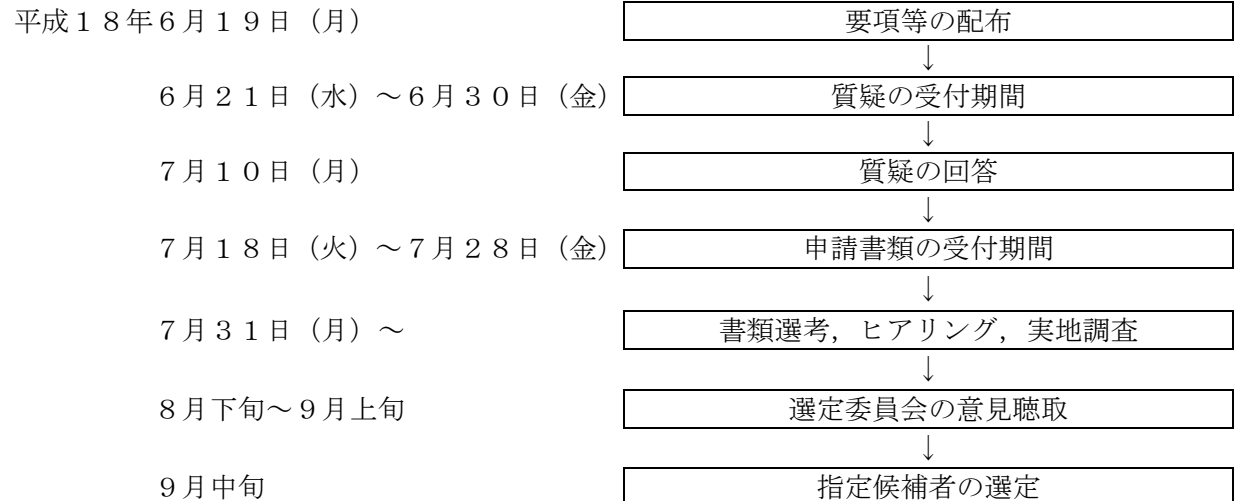 平成１８年６月１９日（月） 要項等の配布
↓
６月２１日（水）～６月３０日（金） 質疑の受付期間
↓
７月１０日（月） 質疑の回答
↓
７月１８日（火）～７月２８日（金） 申請書類の受付期間
↓
７月３１日（月）～ 書類選考，ヒアリング，実地調査
↓
８月下旬～９月上旬 選定委員会の意見聴取
↓
９月中旬 指定候補者の選定